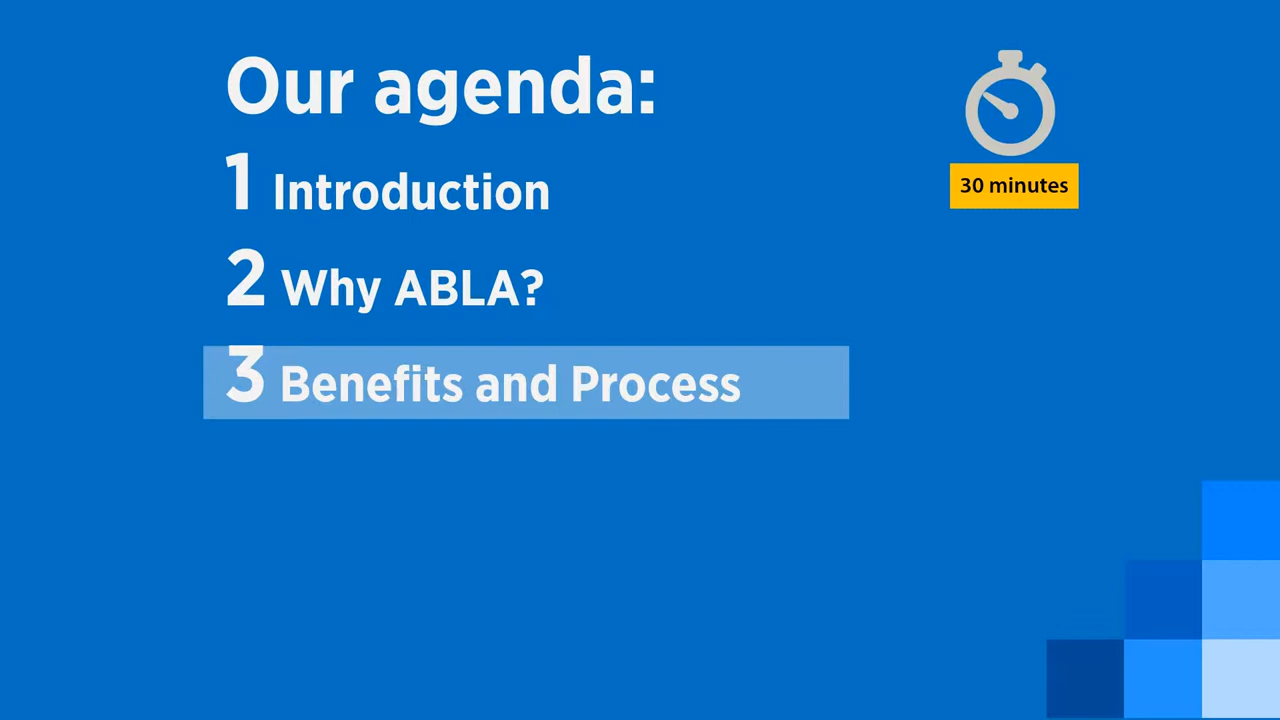 Our agenda:
1 Introduction
2 Why ABLA?
3 Benefits and Process
30 minutes